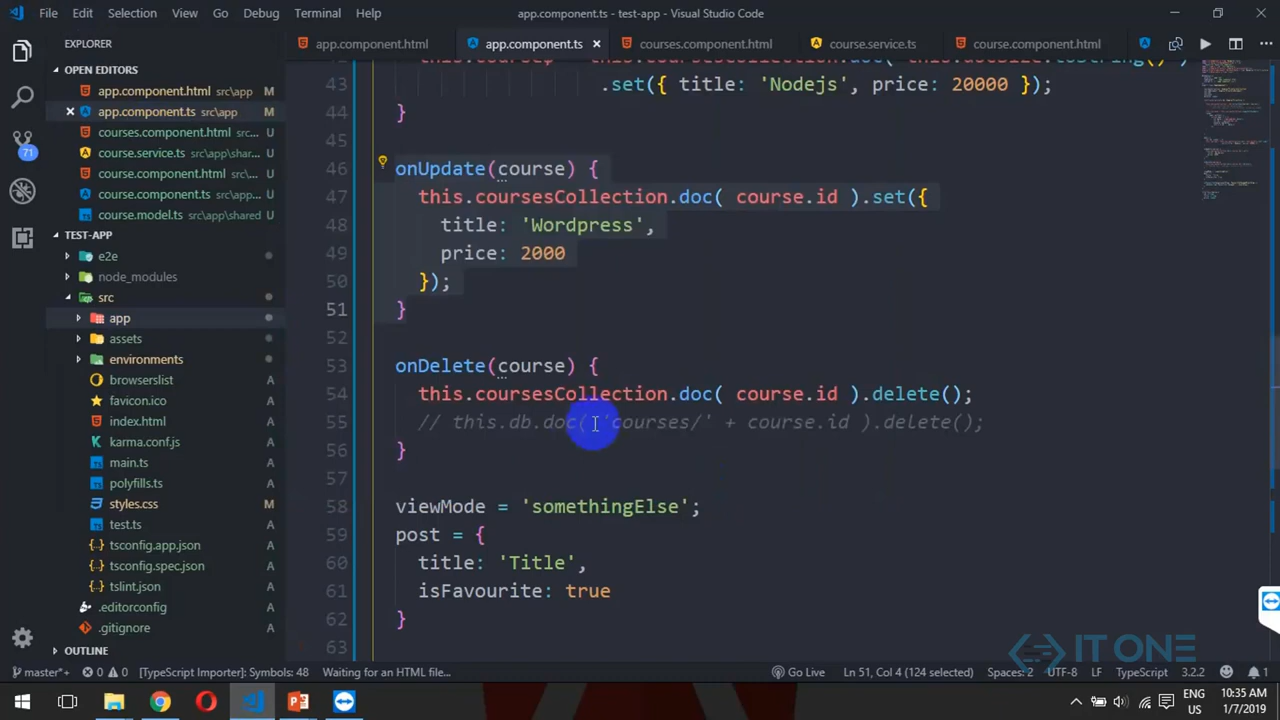 File Edit Selection View Go Debug Terminal Help
app.component.ts - test-app - Visual Studio Code
EXPLORER
OPEN EDITORS
app.component.html src\app M
app.component.ts src\app M
courses.component.html U
course.service.ts src\app\shar... U
course.component.html src... U
course.component.ts src\ap... U
course.model.ts src\app\shared U
71
TEST-APP
e2e
node_modules
src
app
assets
environments
browserslist A
favicon.ico A
index.html A
karma.conf.js A
main.ts A
polyfills.ts A
styles.css M
test.ts A
tsconfig.app.json A
tsconfig.spec.json A
tslint.json A
.editorconfig A
.gitignore A
OUTLINE
app.component.html app.component.ts courses.component.html course.service.ts course.component.html
43 .set({ title: 'Nodejs', price: 20000 });
44 }
45
46 onUpdate(course) {
47 this.coursesCollection.doc( course.id ).set({
48 title: 'Wordpress',
49 price: 2000
50 });
51 }
52
53 onDelete(course) {
54 this.coursesCollection.doc( course.id ).delete();
55 // this.db.doc( 'courses/' + course.id ).delete();
56 }
57
58 viewMode = 'somethingElse';
59 post = {
60 title: 'Title',
61 isFavourite: true
62 }
63
IT ONE
master* 0 0 [TypeScript Importer]: Symbols: 48 Waiting for an HTML file... Go Live Ln 51, Col 4 (124 selected) Spaces: 2 UTF-8 LF TypeScript 3.2.2 1
ENG
US
10:35 AM
1/7/2019